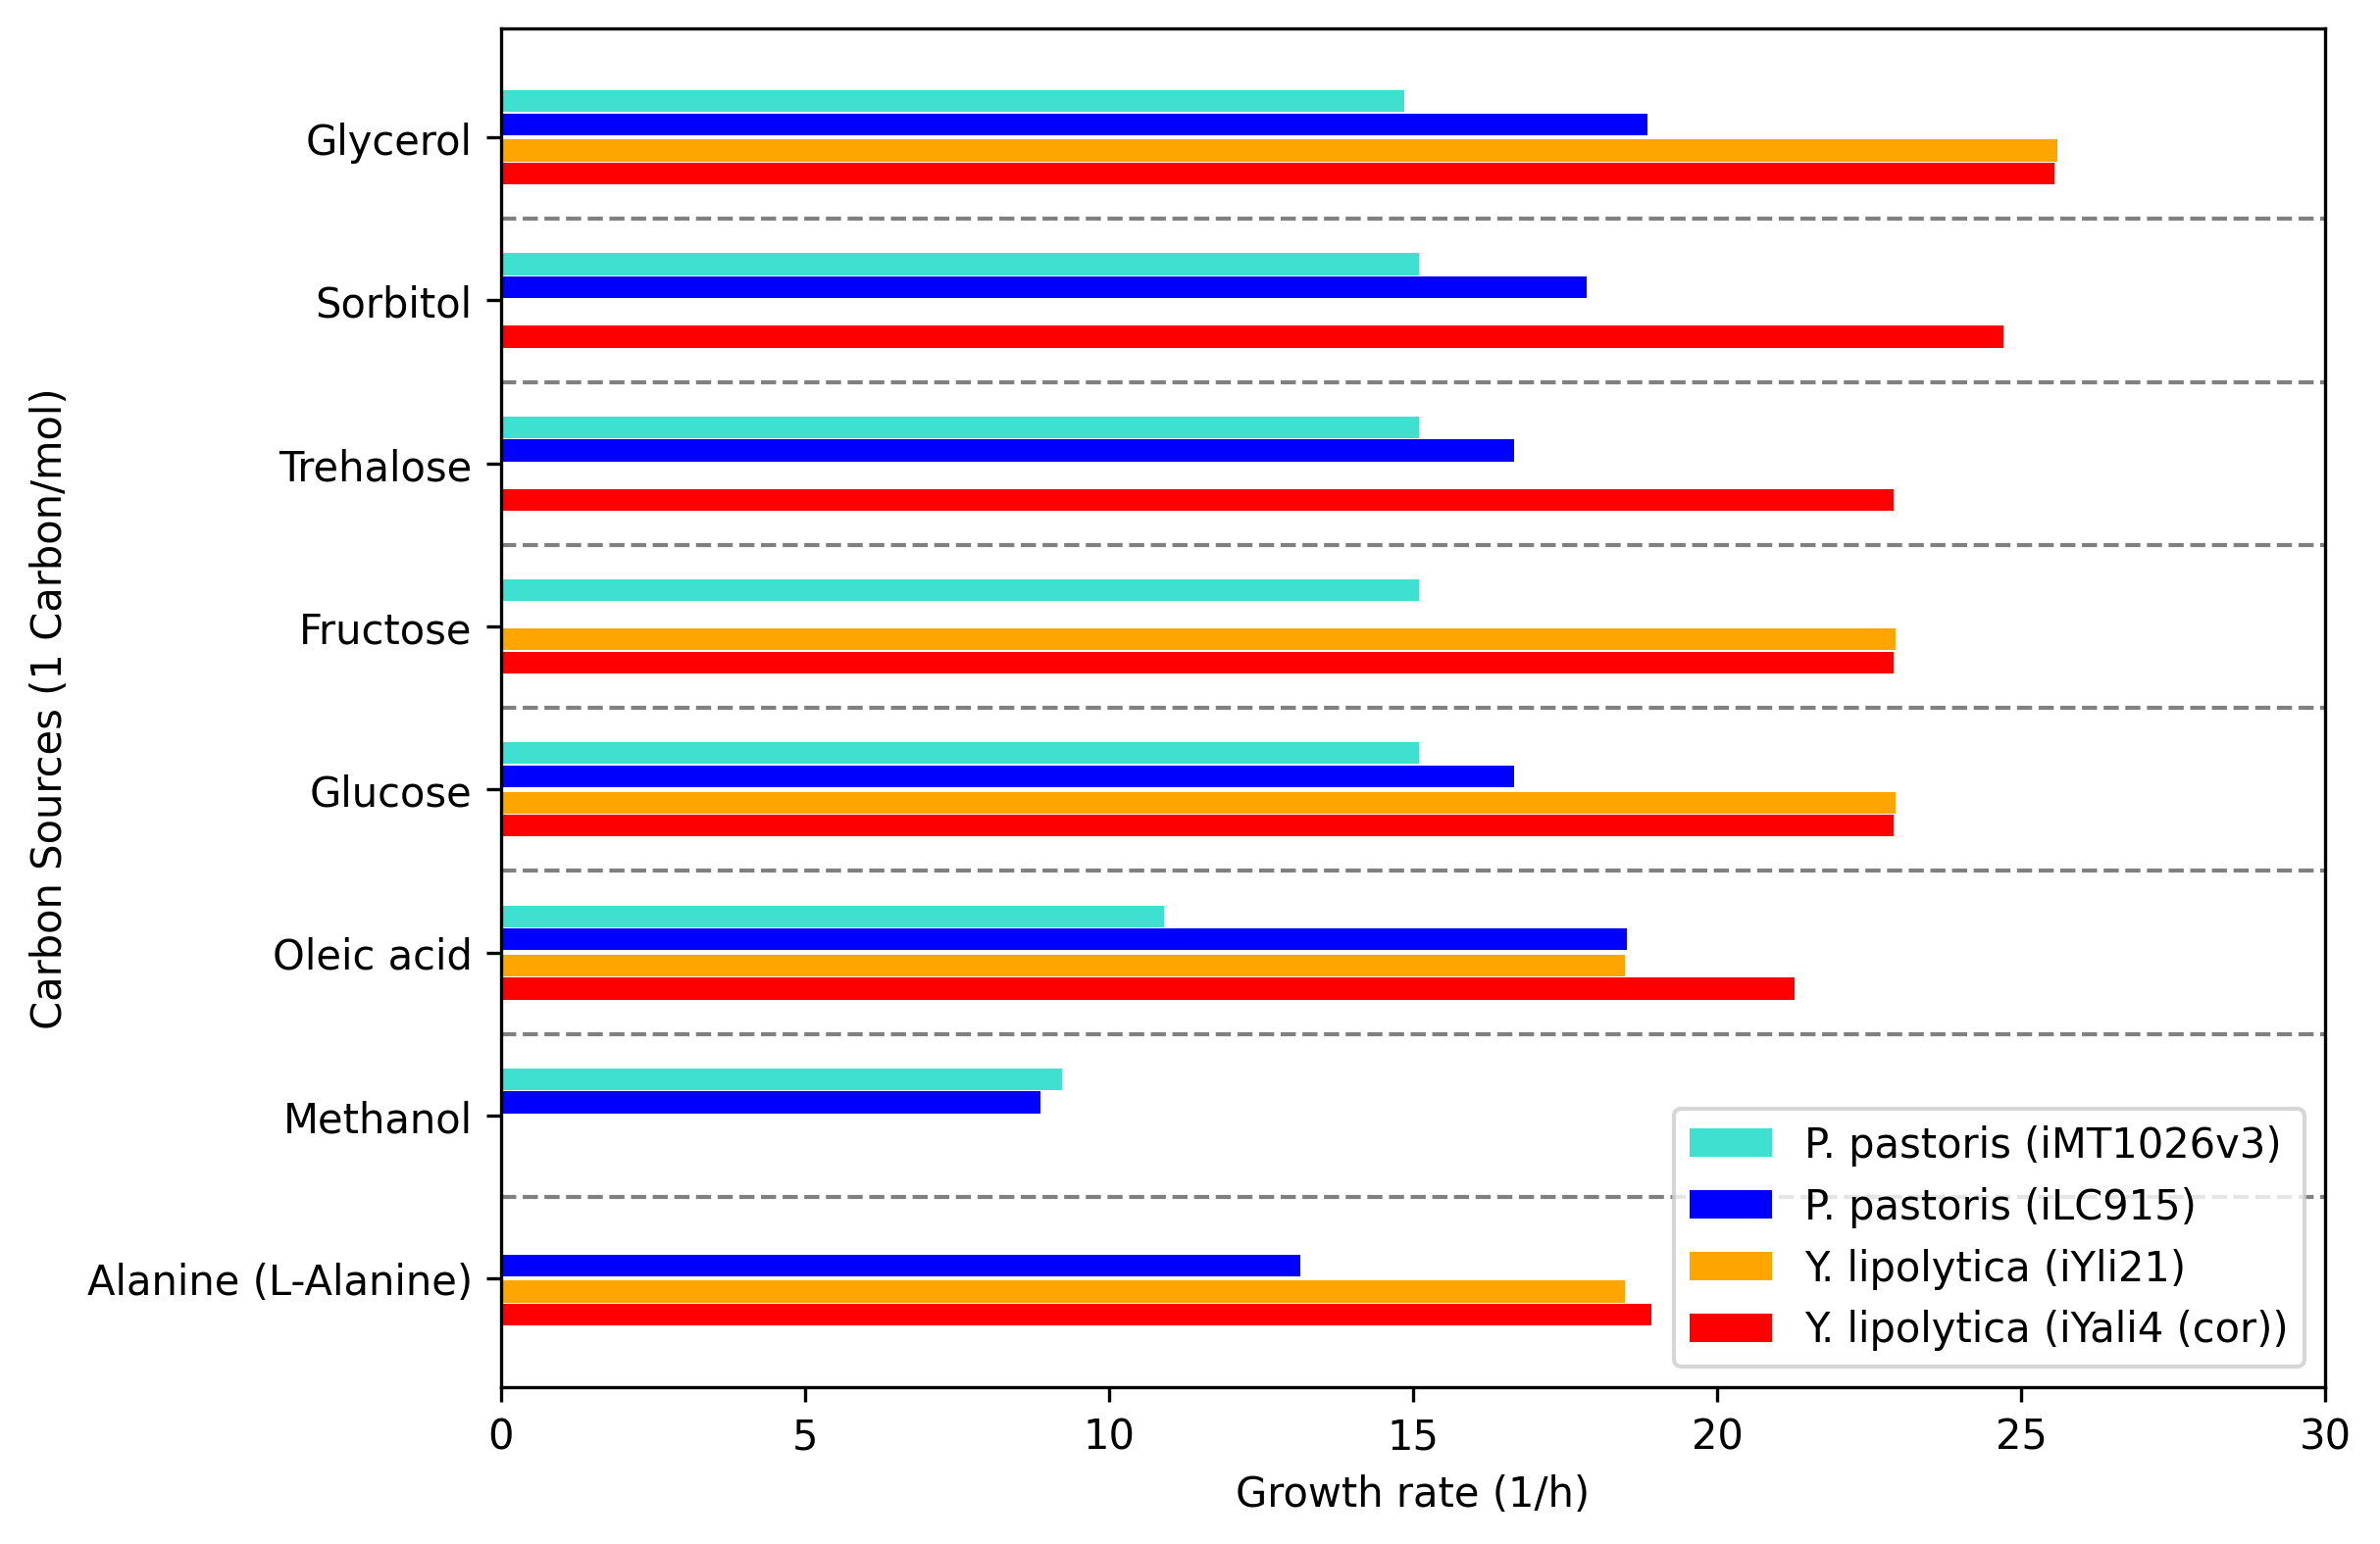 Carbon Sources (1 Carbon/mol)
Glycerol
Sorbitol
Trehalose
Fructose
Glucose
Oleic acid
Methanol
Alanine (L-Alanine)
P. pastoris (iMT1026v3)
P. pastoris (iLC915)
Y. lipolytica (iYli21)
Y. lipolytica (iYali4 (cor))
0 5 10 15 20 25 30
Growth rate (1/h)